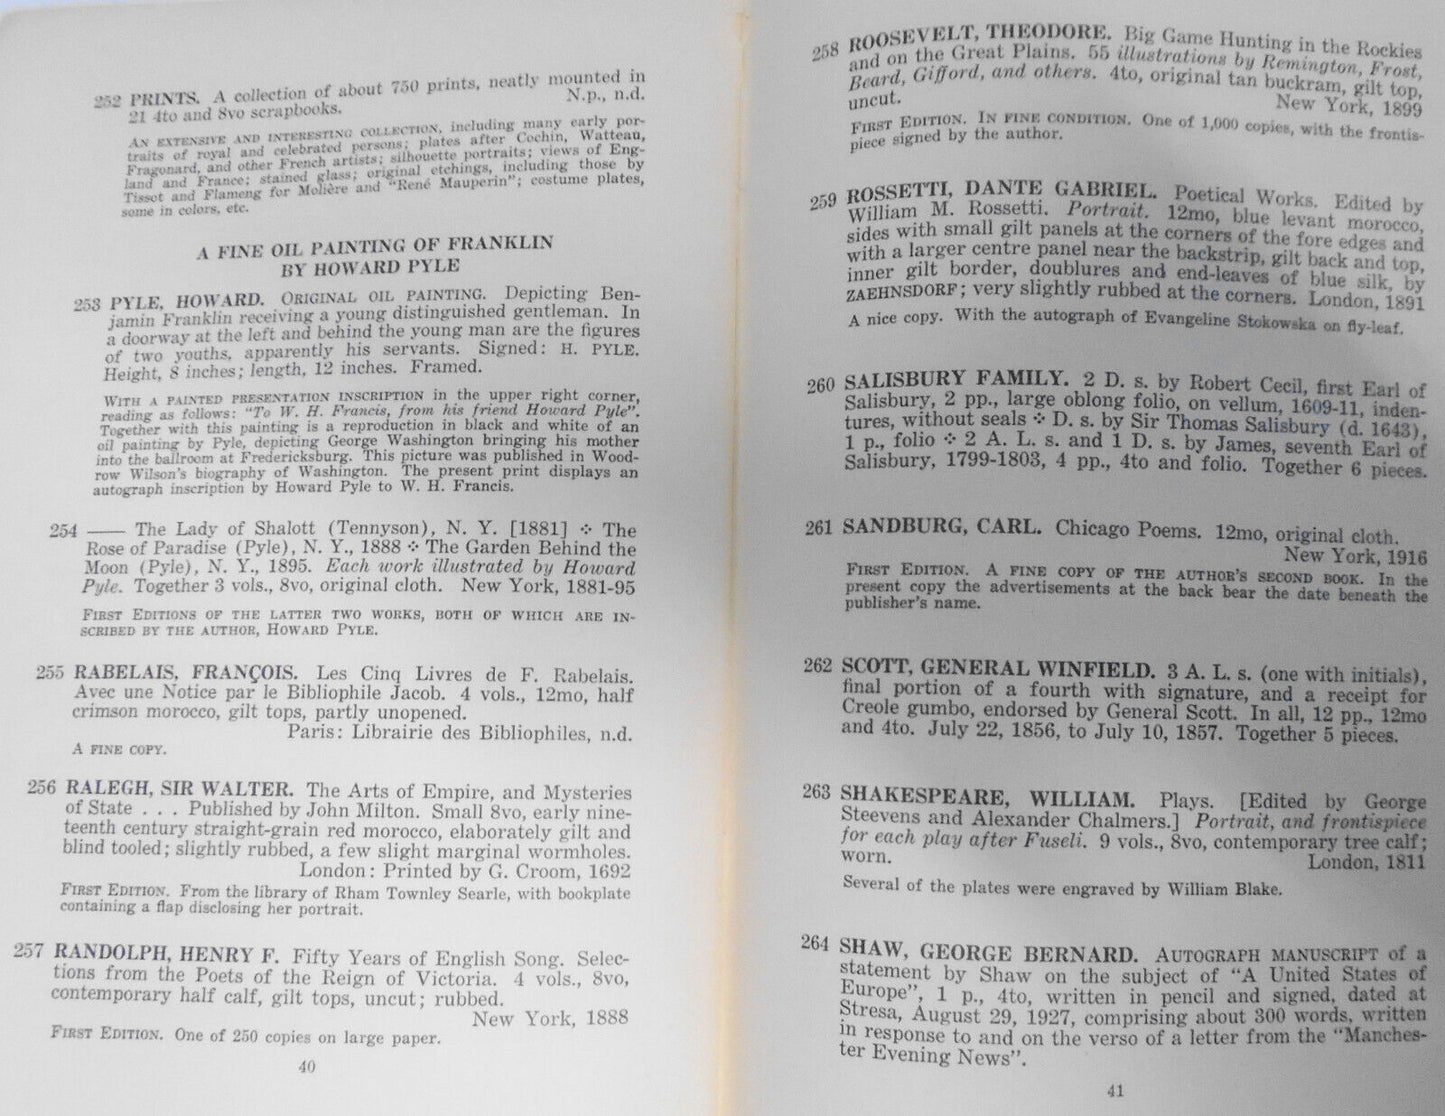 252 PRINTS. A collection of about 750 prints, neatly mounted in
21 4to and 8vo scrapbooks. N.p., n.d.
AN EXTENSIVE AND INTERESTING COLLECTION, including many early por-
traits of royal and celebrated persons; plates after Cochin, Watteau,
Fragonard, and other French artists; silhouette portraits; views of Eng-
land and France; stained glass; original etchings, including those by
Tissot and Flameng for Molière and "René Mauperin"; costume plates,
some in colors, etc.
A FINE OIL PAINTING OF FRANKLIN
BY HOWARD PYLE
253 PYLE, HOWARD. ORIGINAL OIL PAINTING. Depicting Ben-
jamin Franklin receiving a young distinguished gentleman. In
a doorway at the left and behind the young man are the figures
of two youths, apparently his servants. Signed: H. PYLE.
Height, 8 inches; length, 12 inches. Framed.
WITH A PAINTED PRESENTATION INSCRIPTION in the upper right corner,
reading as follows: "To W. H. Francis, from his friend Howard Pyle".
Together with this painting is a reproduction in black and white of an
oil painting by Pyle, depicting George Washington bringing his mother
into the ballroom at Fredericksburg. This picture was published in Wood-
row Wilson's biography of Washington. The present print displays an
autograph inscription by Howard Pyle to W. H. Francis.
254 —— The Lady of Shalott (Tennyson), N. Y. [1881] ⁘ The
Rose of Paradise (Pyle), N. Y., 1888 ⁘ The Garden Behind the
Moon (Pyle), N. Y., 1895. Each work illustrated by Howard
Pyle. Together 3 vols., 8vo, original cloth. New York, 1881-95
FIRST EDITIONS OF THE LATTER TWO WORKS, BOTH OF WHICH ARE IN-
SCRIBED BY THE AUTHOR, HOWARD PYLE.
255 RABELAIS, FRANÇOIS. Les Cinq Livres de F. Rabelais.
Avec une Notice par le Bibliophile Jacob. 4 vols., 12mo, half
crimson morocco, gilt tops, partly unopened.
Paris: Librairie des Bibliophiles, n.d.
A FINE COPY.
256 RALEGH, SIR WALTER. The Arts of Empire, and Mysteries
of State . . . Published by John Milton. Small 8vo, early nine-
teenth century straight-grain red morocco, elaborately gilt and
blind tooled; slightly rubbed, a few slight marginal wormholes.
London: Printed by G. Croom, 1692
FIRST EDITION. From the library of Rham Townley Searle, with bookplate
containing a flap disclosing her portrait.
257 RANDOLPH, HENRY F. Fifty Years of English Song. Selec-
tions from the Poets of the Reign of Victoria. 4 vols., 8vo,
contemporary half calf, gilt tops, uncut; rubbed.
New York, 1888
FIRST EDITION. One of 250 copies on large paper.
40
258 ROOSEVELT, THEODORE. Big Game Hunting in the Rockies
and on the Great Plains. 55 illustrations by Remington, Frost,
Beard, Gifford, and others. 4to, original tan buckram, gilt top,
uncut. New York, 1899
FIRST EDITION. IN FINE CONDITION. One of 1,000 copies, with the frontis-
piece signed by the author.
259 ROSSETTI, DANTE GABRIEL. Poetical Works. Edited by
William M. Rossetti. Portrait. 12mo, blue levant morocco,
sides with small gilt panels at the corners of the fore edges and
with a larger centre panel near the backstrip, gilt back and top,
inner gilt border, doublures and end-leaves of blue silk, by
ZAEHNSDORF; very slightly rubbed at the corners. London, 1891
A nice copy. With the autograph of Evangeline Stokowska on fly-leaf.
260 SALISBURY FAMILY. 2 D. s. by Robert Cecil, first Earl of
Salisbury, 2 pp., large oblong folio, on vellum, 1609-11, inden-
tures, without seals ⁘ D. s. by Sir Thomas Salisbury (d. 1643),
1 p., folio ⁘ 2 A. L. s. and 1 D. s. by James, seventh Earl of
Salisbury, 1799-1803, 4 pp., 4to and folio. Together 6 pieces.
261 SANDBURG, CARL. Chicago Poems. 12mo, original cloth.
New York, 1916
FIRST EDITION. A FINE COPY OF THE AUTHOR'S SECOND BOOK. In the
present copy the advertisements at the back bear the date beneath the
publisher's name.
262 SCOTT, GENERAL WINFIELD. 3 A. L. s. (one with initials),
final portion of a fourth with signature, and a receipt for
Creole gumbo, endorsed by General Scott. In all, 12 pp., 12mo
and 4to. July 22, 1856, to July 10, 1857. Together 5 pieces.
263 SHAKESPEARE, WILLIAM. Plays. [Edited by George
Steevens and Alexander Chalmers.] Portrait, and frontispiece
for each play after Fuseli. 9 vols., 8vo, contemporary tree calf;
worn. London, 1811
Several of the plates were engraved by William Blake.
264 SHAW, GEORGE BERNARD. AUTOGRAPH MANUSCRIPT of a
statement by Shaw on the subject of "A United States of
Europe", 1 p., 4to, written in pencil and signed, dated at
Stresa, August 29, 1927, comprising about 300 words, written
in response to and on the verso of a letter from the "Manches-
ter Evening News".
41